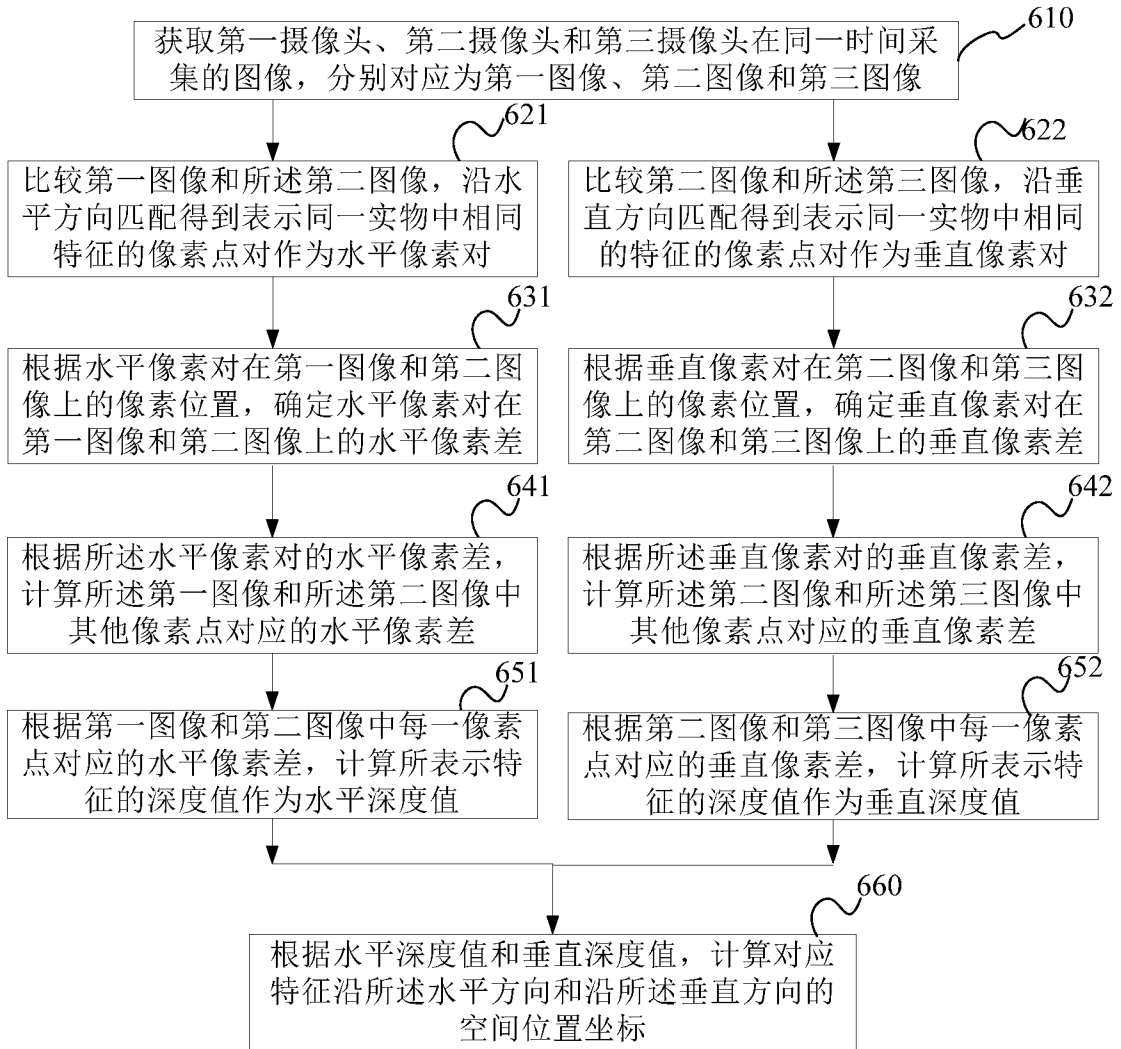 610
获取第一摄像头、第二摄像头和第三摄像头在同一时间采
集的图像，分别对应为第一图像、第二图像和第三图像
621
比较第一图像和所述第二图像，沿水
平方向匹配得到表示同一实物中相同
特征的像素点对作为水平像素对
622
比较第二图像和所述第三图像，沿垂
直方向匹配得到表示同一实物中相同
的特征的像素点对作为垂直像素对
631
根据水平像素对在第一图像和第二图
像上的像素位置，确定水平像素对在
第一图像和第二图像上的水平像素差
632
根据垂直像素对在第二图像和第三图
像上的像素位置，确定垂直像素对在
第二图像和第三图像上的垂直像素差
641
根据所述水平像素对的水平像素差，
计算所述第一图像和所述第二图像中
其他像素点对应的水平像素差
642
根据所述垂直像素对的垂直像素差，
计算所述第二图像和所述第三图像中
其他像素点对应的垂直像素差
651
根据第一图像和第二图像中每一像素
点对应的水平像素差，计算所表示特
征的深度值作为水平深度值
652
根据第二图像和第三图像中每一像素
点对应的垂直像素差，计算所表示特
征的深度值作为垂直深度值
660
根据水平深度值和垂直深度值，计算对应
特征沿所述水平方向和沿所述垂直方向的
空间位置坐标